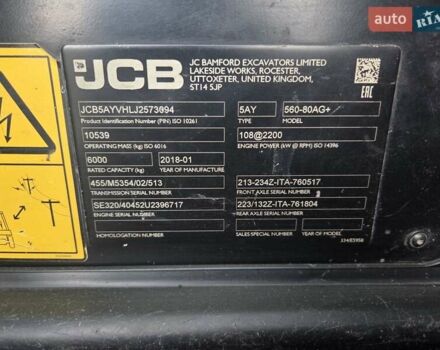 auto RIA
JCB
JC BAMFORD EXCAVATORS LIMITED
LAKESIDE WORKS, ROCESTER,
UTTOXETER, UNITED KINGDOM,
ST14 5JP
EAC
JCB5AYVHLJ2573094
Product Identification Number (PIN) ISO 10261
5AY
TYPE
560-80AG+
MODEL
10539
OPERATING MASS (kg) ISO 6016
108@2200
ENGINE POWER (kW @ RPM) ISO 14396
6000
RATED CAPACITY (kg)
2018-01
YEAR OF MANUFACTURE
455/M5354/02/513
TRANSMISSION SERIAL NUMBER
213-234Z-ITA-760517
FRONT AXLE SERIAL NUMBER
SE320/40452U2396717
ENGINE SERIAL NUMBER
223/132Z-ITA-761804
REAR AXLE SERIAL NUMBER
HOMOLOGATION NUMBER
SALES/SPECIAL NUMBER
YEAR OF MODEL
334/E3958